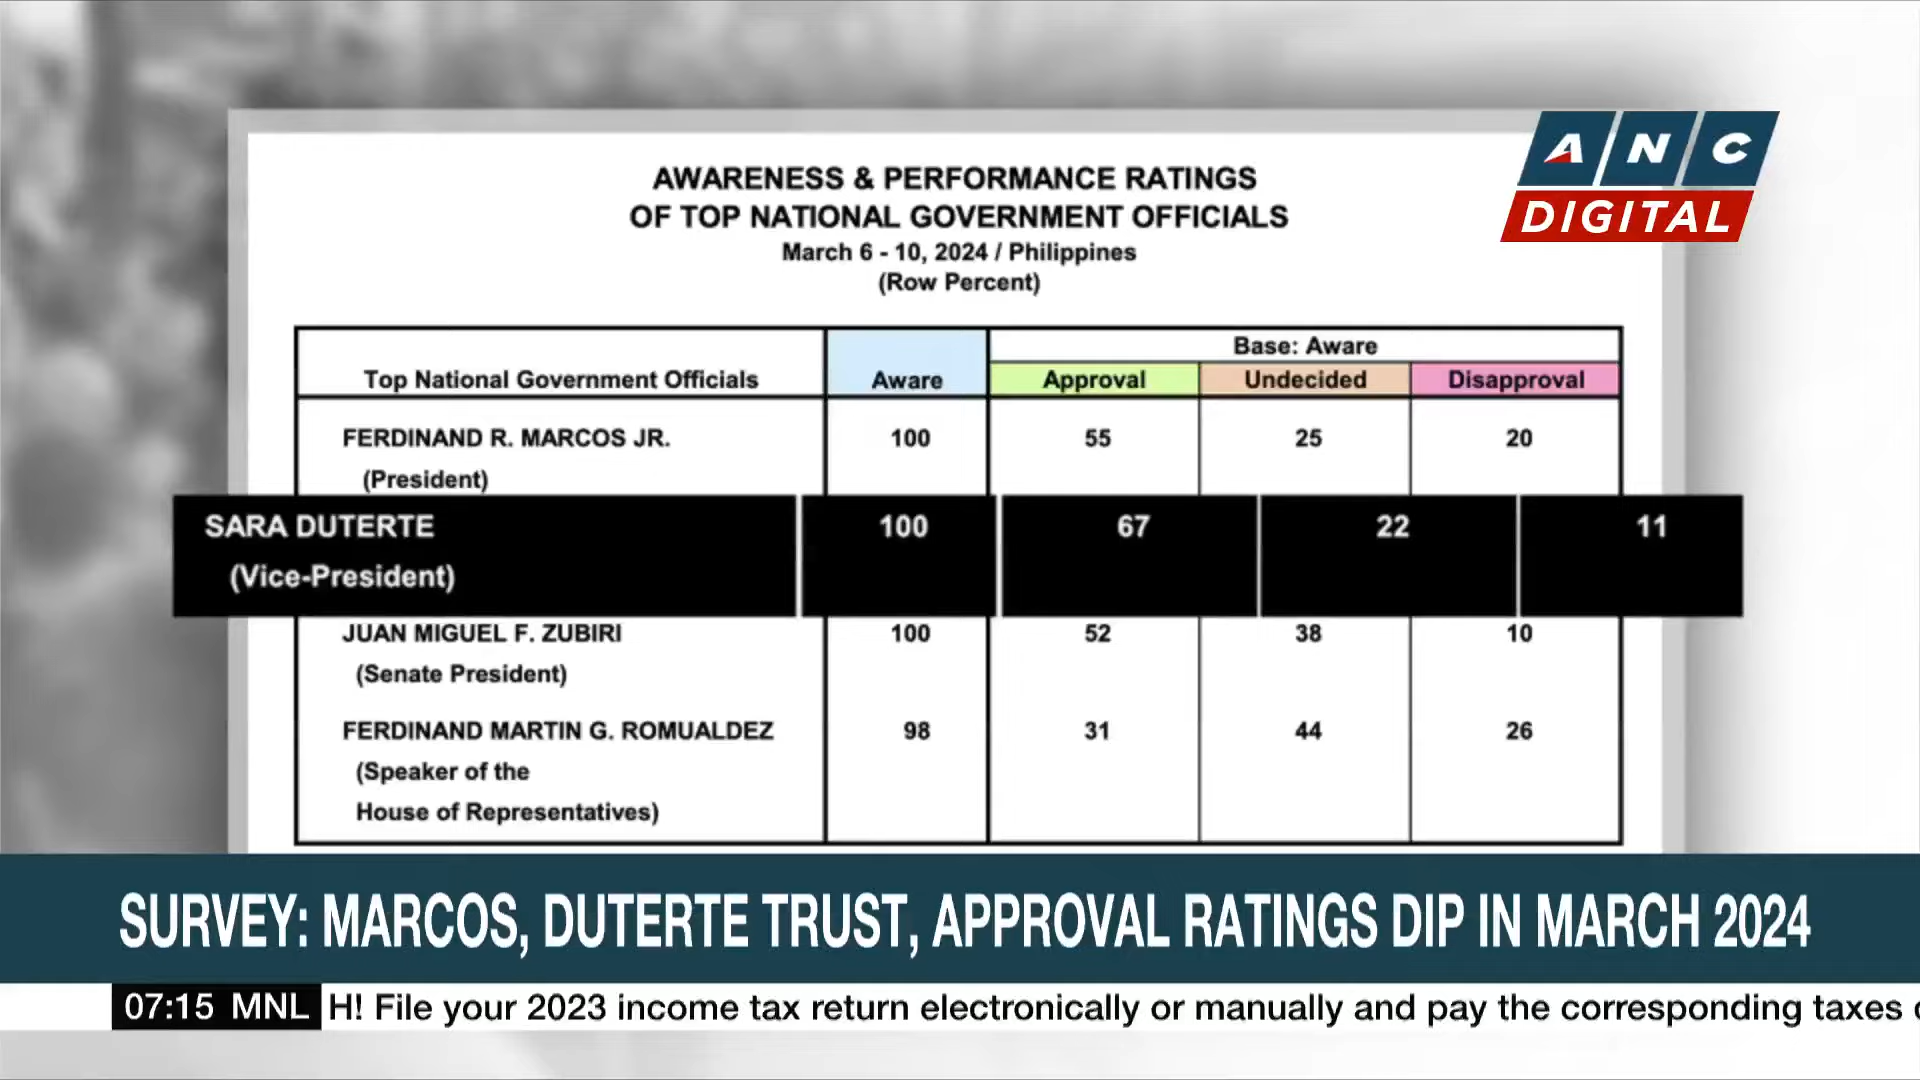 ANC
DIGITAL
AWARENESS & PERFORMANCE RATINGS
OF TOP NATIONAL GOVERNMENT OFFICIALS
March 6 - 10, 2024 / Philippines
(Row Percent)
Base: Aware
Top National Government Officials Aware Approval Undecided Disapproval
FERDINAND R. MARCOS JR. 100 55 25 20
(President)
SARA DUTERTE 100 67 22 11
(Vice-President)
JUAN MIGUEL F. ZUBIRI 100 52 38 10
(Senate President)
FERDINAND MARTIN G. ROMUALDEZ 98 31 44 26
(Speaker of the
House of Representatives)
SURVEY: MARCOS, DUTERTE TRUST, APPROVAL RATINGS DIP IN MARCH 2024
07:15 MNL H! File your 2023 income tax return electronically or manually and pay the corresponding taxes